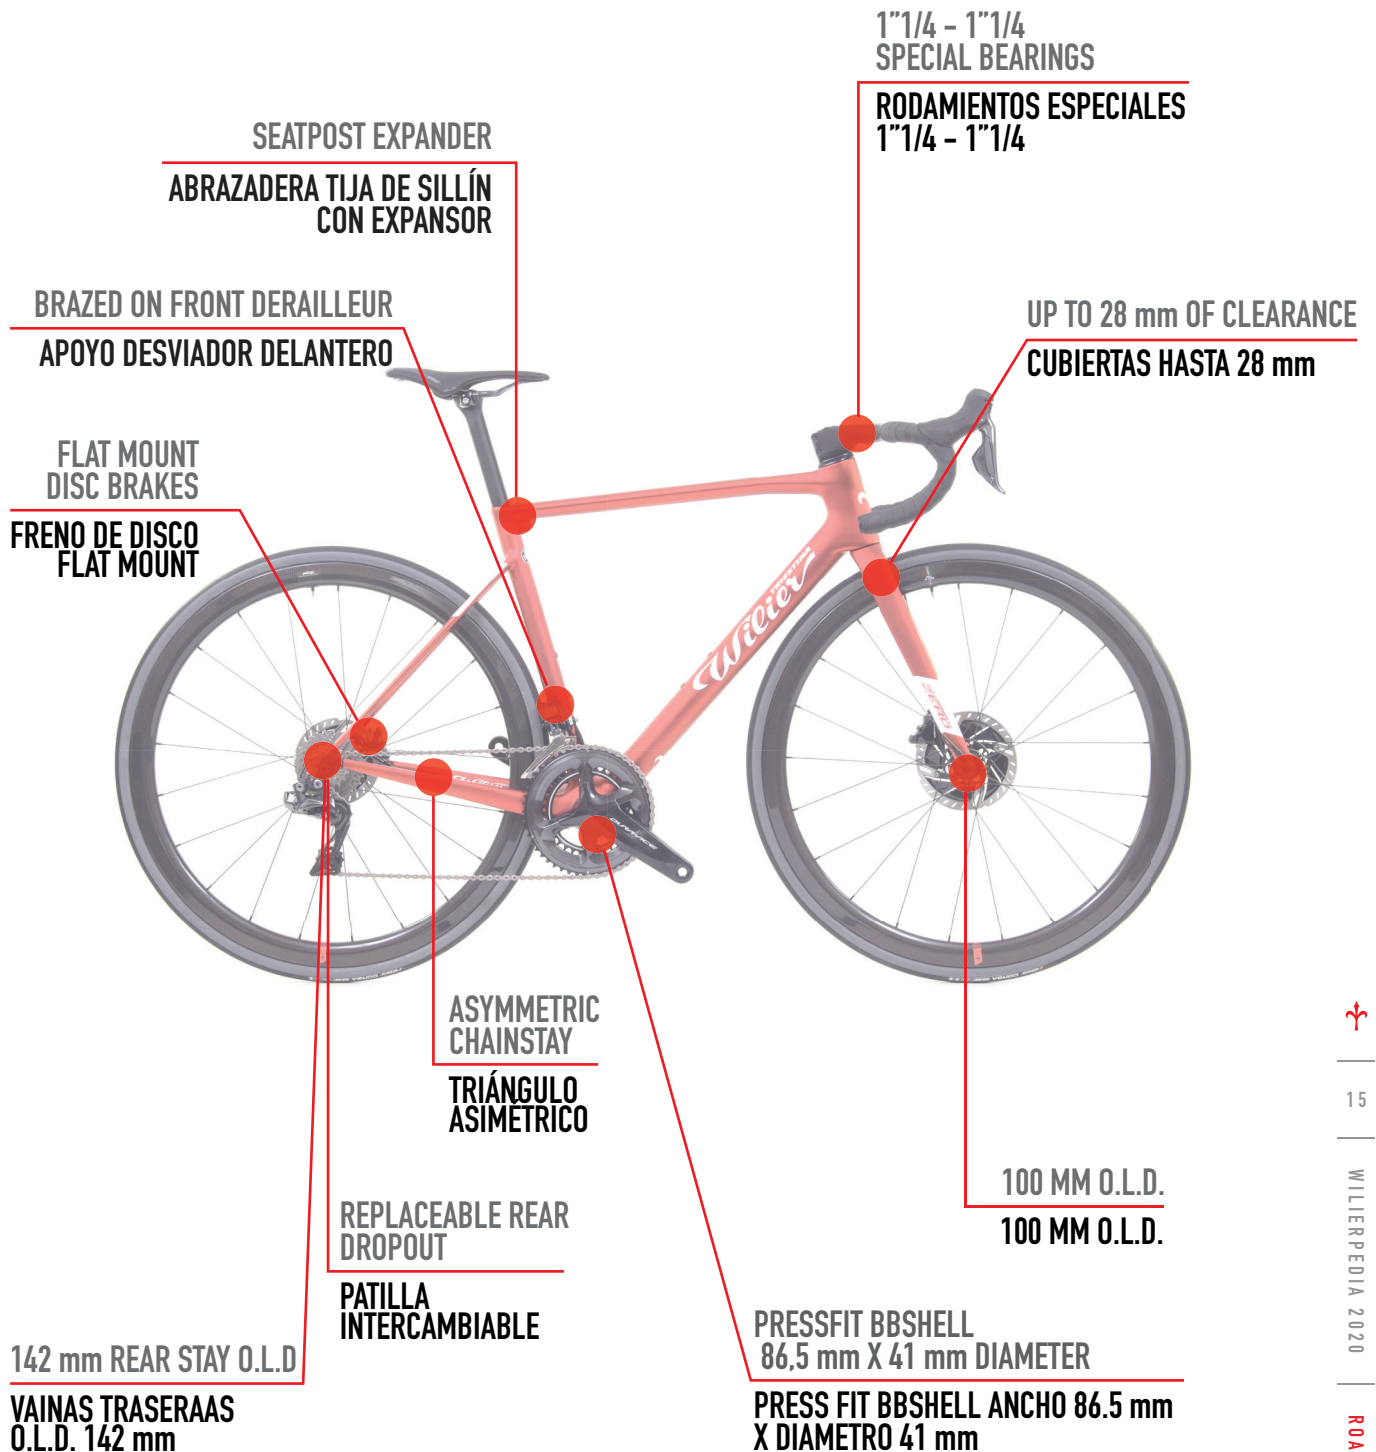 1”1/4 – 1”1/4
SPECIAL BEARINGS
RODAMIENTOS ESPECIALES
1”1/4 – 1”1/4
SEATPOST EXPANDER
ABRAZADERA TIJA DE SILLÍN
CON EXPANSOR
BRAZED ON FRONT DERAILLEUR
APOYO DESVIADOR DELANTERO
UP TO 28 mm OF CLEARANCE
CUBIERTAS HASTA 28 mm
FLAT MOUNT
DISC BRAKES
FRENO DE DISCO
FLAT MOUNT
TRIESTINA
Wilier
ZERO
DURA-ACE
ASYMMETRIC
CHAINSTAY
TRIÁNGULO
ASIMÉTRICO
100 MM O.L.D.
100 MM O.L.D.
REPLACEABLE REAR
DROPOUT
PATILLA
INTERCAMBIABLE
142 mm REAR STAY O.L.D
VAINAS TRASERAAS
O.L.D. 142 mm
PRESSFIT BBSHELL
86,5 mm X 41 mm DIAMETER
PRESS FIT BBSHELL ANCHO 86.5 mm
X DIAMETRO 41 mm
15
WILIERPEDIA 2020
ROA